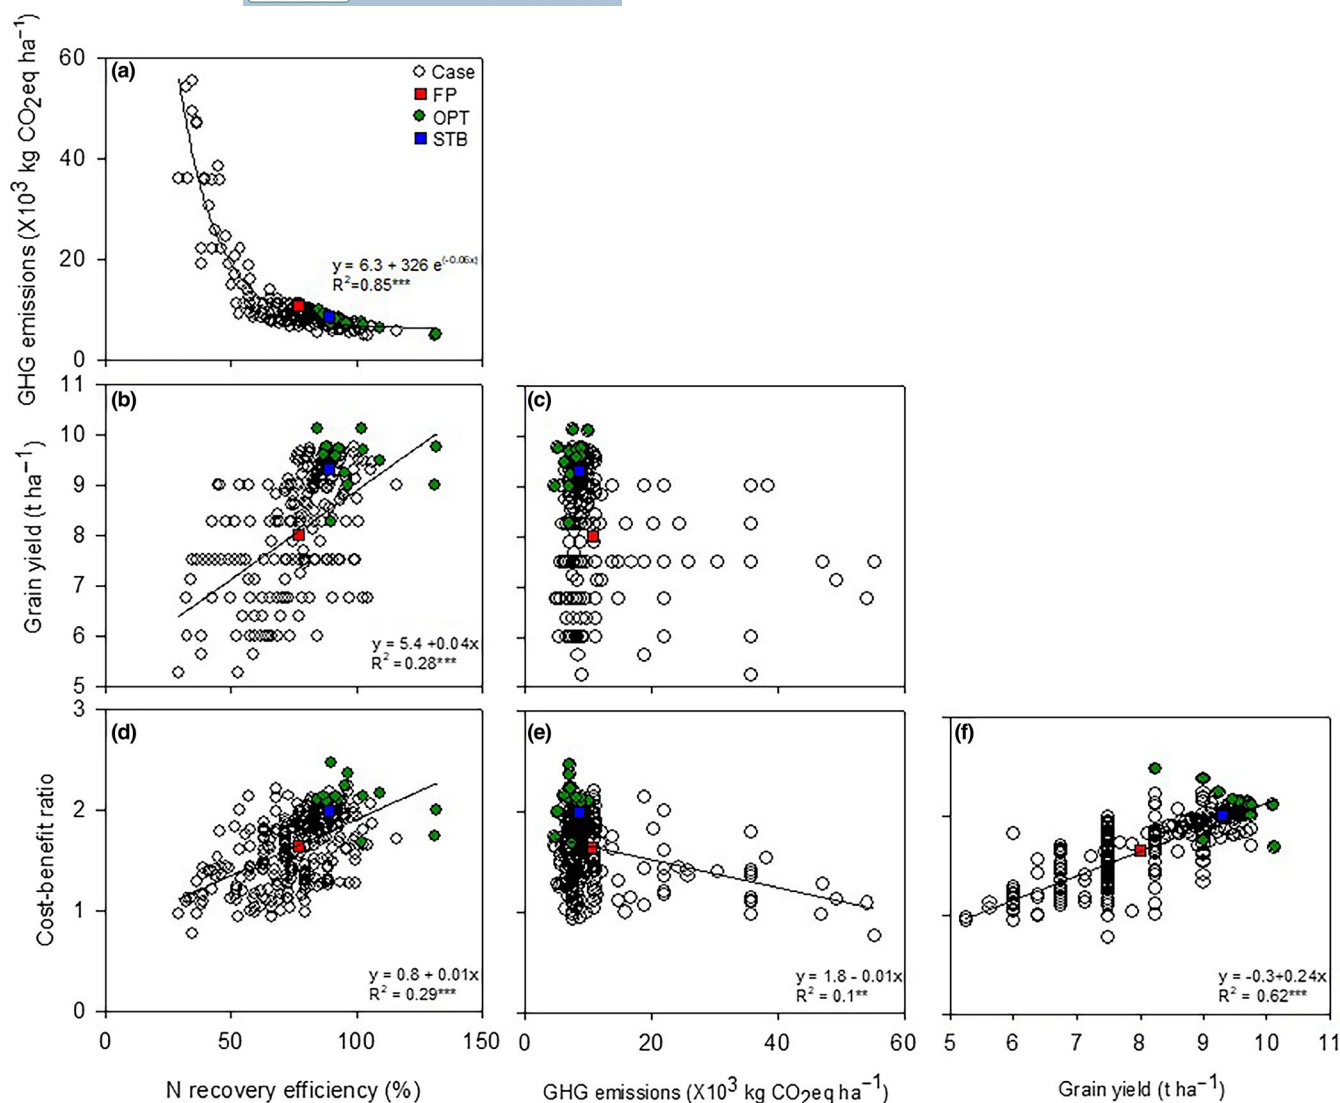 GHG emissions (X10³ kg CO₂eq ha⁻¹)
60
40
20
0
(a)
Case
FP
OPT
STB
y = 6.3 + 326 e^(-0.06x)
R²=0.85***
Grain yield (t ha⁻¹)
11
10
9
8
7
6
5
(b)
y = 5.4 +0.04x
R² = 0.28***
(c)
Cost-benefit ratio
3
2
1
0
(d)
y = 0.8 + 0.01x
R² = 0.29***
0 50 100 150
N recovery efficiency (%)
(e)
y = 1.8 - 0.01x
R² = 0.1**
0 20 40 60
GHG emissions (X10³ kg CO₂eq ha⁻¹)
(f)
y = -0.3+0.24x
R² = 0.62***
5 6 7 8 9 10 11
Grain yield (t ha⁻¹)